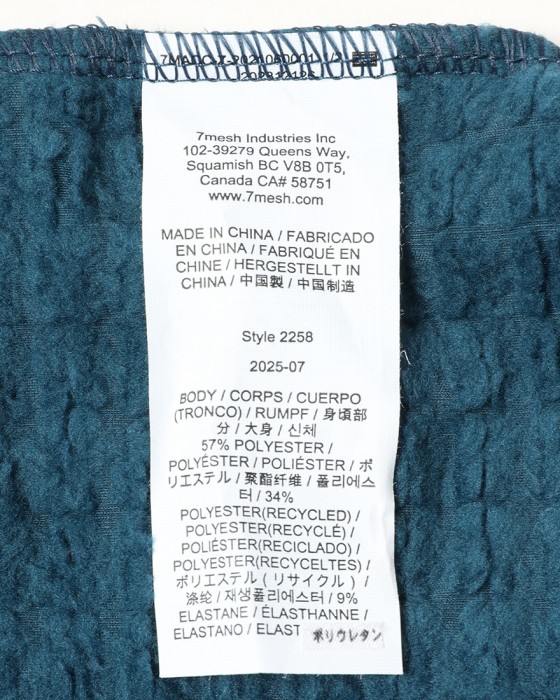 7mesh Industries Inc
102-39279 Queens Way,
Squamish BC V8B 0T5,
Canada CA# 58751
www.7mesh.com
MADE IN CHINA / FABRICADO
EN CHINA / FABRIQUÉ EN
CHINE / HERGESTELLT IN
CHINA / 中国製 / 中国制造
Style 2258
2025-07
BODY / CORPS / CUERPO
(TRONCO) / RUMPF / 身頃部
分 / 大身 / 신체
57% POLYESTER /
POLYÉSTER / POLIÉSTER / ポ
リエステル / 聚酯纤维 / 폴리에스
터 / 34%
POLYESTER(RECYCLED) /
POLYESTER(RECYCLÉ) /
POLIÉSTER(RECICLADO) /
POLYESTER(RECYCELTES) /
ポリエステル ( リサイクル ) /
涤纶 / 재생폴리에스터 / 9%
ELASTANE / ÉLASTHANNE /
ELASTANO / ELAST ポリウレタン